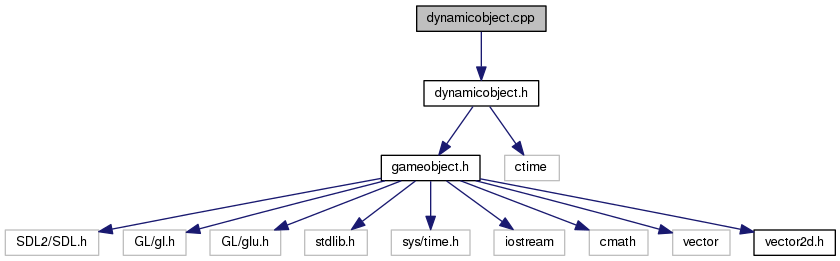 dynamicobject.cpp
dynamicobject.h
gameobject.h
ctime
SDL2/SDL.h
GL/gl.h
GL/glu.h
stdlib.h
sys/time.h
iostream
cmath
vector
vector2d.h